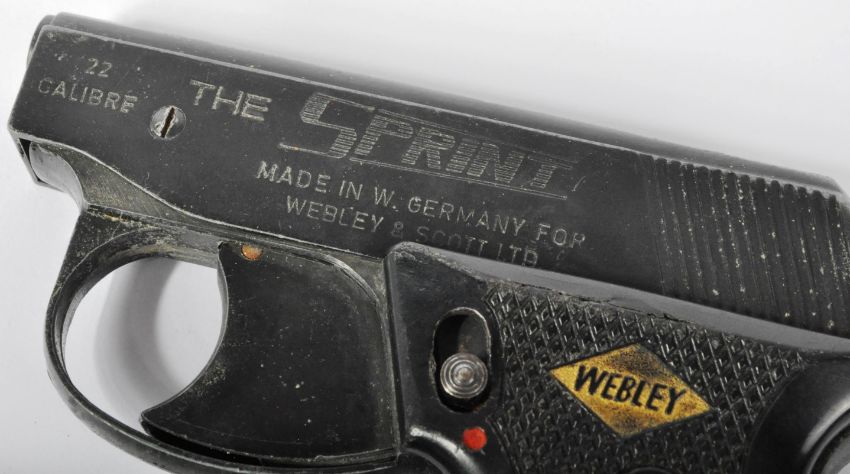 22
CALIBRE
THE SPRINT
MADE IN W. GERMANY FOR
WEBLEY & SCOTT LTD
WEBLEY